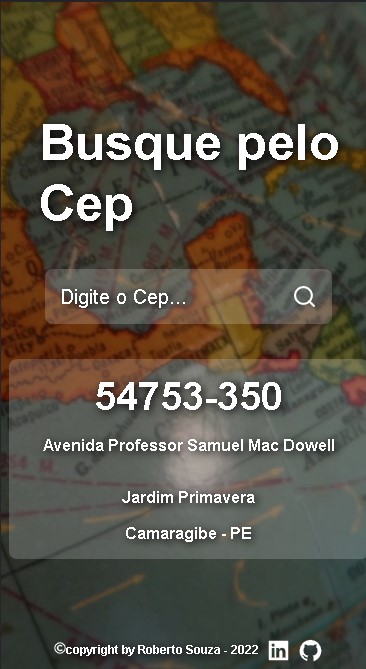 Busque pelo
Cep
Digite o Cep...
54753-350
Avenida Professor Samuel Mac Dowell
Jardim Primavera
Camaragibe - PE
©copyright by Roberto Souza - 2022